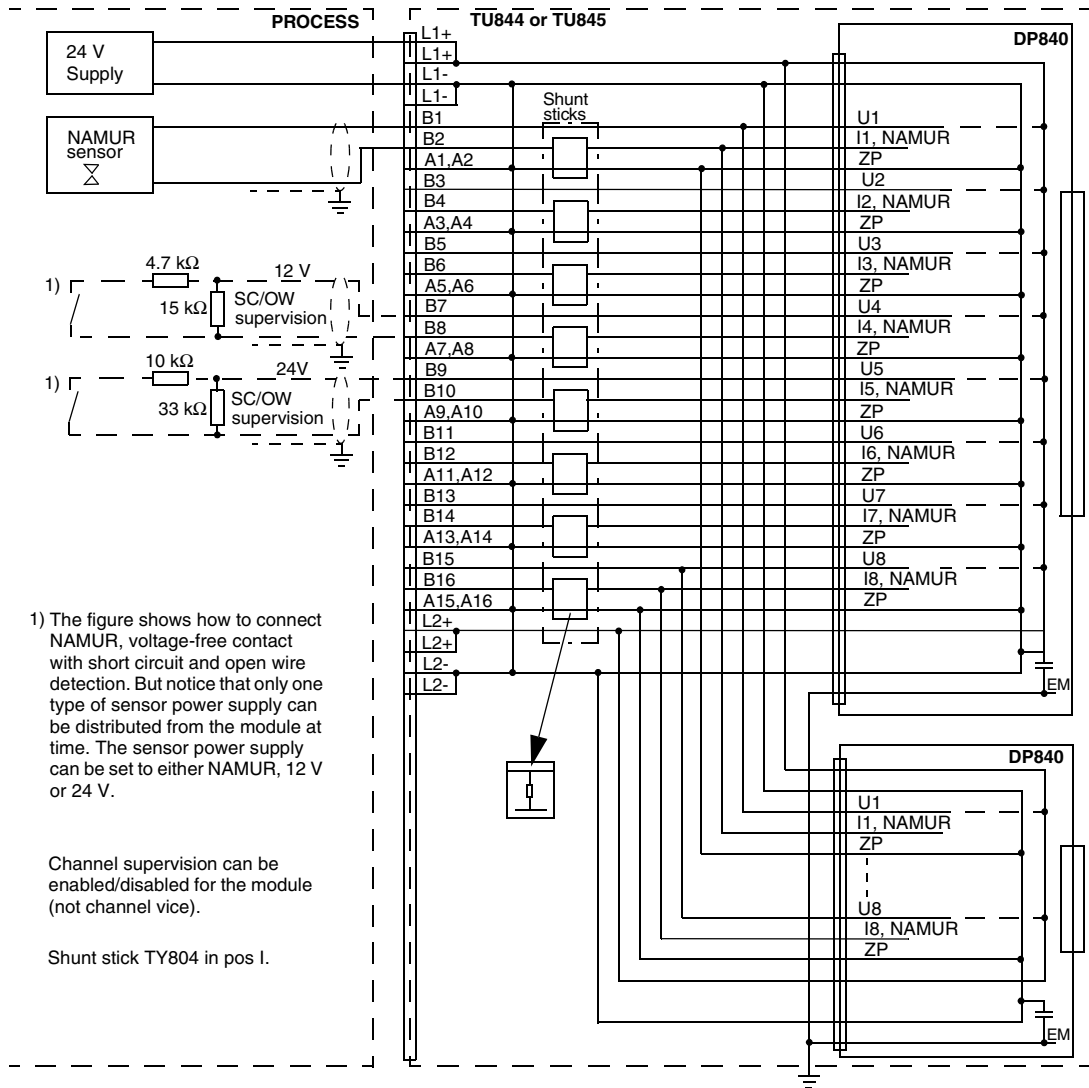 PROCESS
TU844 or TU845
24 V
Supply
NAMUR
sensor
L1+
L1+
L1-
L1-
B1
B2
A1,A2
B3
B4
A3,A4
B5
B6
A5,A6
B7
B8
A7,A8
B9
B10
A9,A10
B11
B12
A11,A12
B13
B14
A13,A14
B15
B16
A15,A16
L2+
L2+
L2-
L2-
Shunt
sticks
DP840
U1
I1, NAMUR
ZP
U2
I2, NAMUR
ZP
U3
I3, NAMUR
ZP
U4
I4, NAMUR
ZP
U5
I5, NAMUR
ZP
U6
I6, NAMUR
ZP
U7
I7, NAMUR
ZP
U8
I8, NAMUR
ZP
EM
1)
4.7 kΩ
12 V
15 kΩ
SC/OW
supervision
1)
10 kΩ
24V
33 kΩ
SC/OW
supervision
1) The figure shows how to connect
NAMUR, voltage-free contact
with short circuit and open wire
detection. But notice that only one
type of sensor power supply can
be distributed from the module at
time. The sensor power supply
can be set to either NAMUR, 12 V
or 24 V.
Channel supervision can be
enabled/disabled for the module
(not channel vice).
Shunt stick TY804 in pos I.
DP840
U1
I1, NAMUR
ZP
U8
I8, NAMUR
ZP
EM